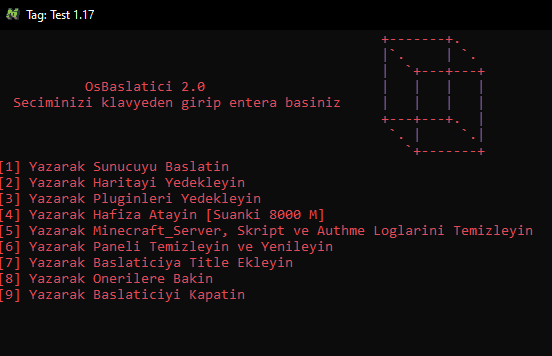 Tag: Test 1.17
OsBaslatici 2.0
Seciminizi klavyeden girip entera basiniz
[1] Yazarak Sunucuyu Baslatin
[2] Yazarak Haritayi Yedekleyin
[3] Yazarak Pluginleri Yedekleyin
[4] Yazarak Hafiza Atayin [Suanki 8000 M]
[5] Yazarak Minecraft_Server, Skript ve Authme Loglarini Temizleyin
[6] Yazarak Paneli Temizleyin ve Yenileyin
[7] Yazarak Baslaticiya Title Ekleyin
[8] Yazarak Onerilere Bakin
[9] Yazarak Baslaticiyi Kapatin